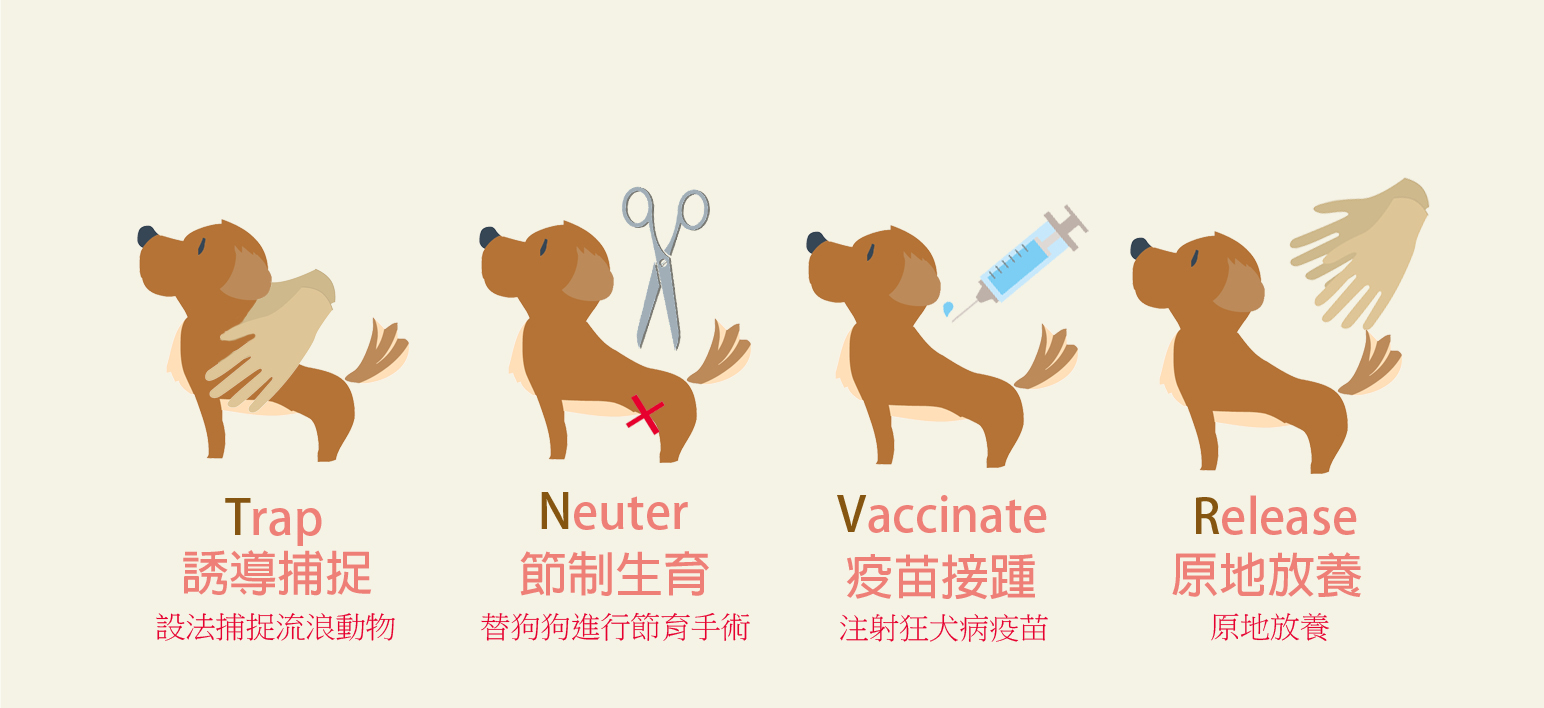 Trap
誘導捕捉
設法捕捉流浪動物
Neuter
節制生育
替狗狗進行節育手術
Vaccinate
疫苗接踵
注射狂犬病疫苗
Release
原地放養
原地放養